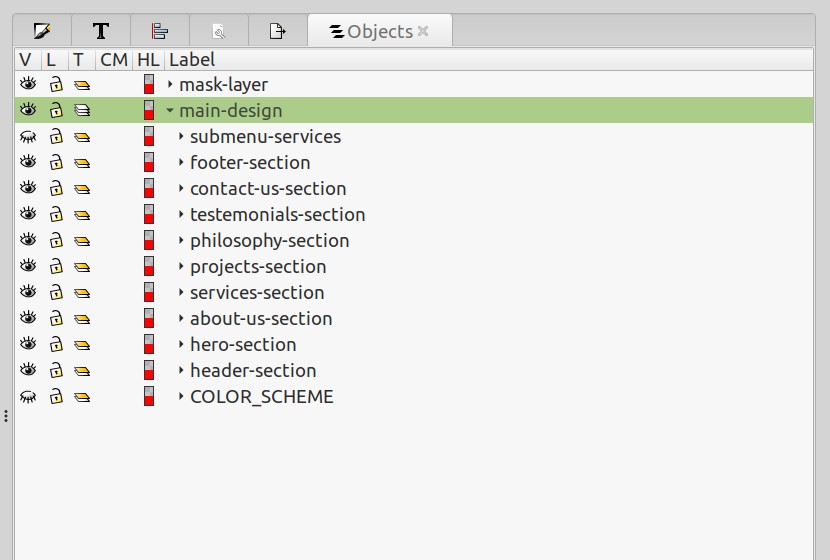 T Objects
V L T CM HL Label
mask-layer
main-design
submenu-services
footer-section
contact-us-section
testemonials-section
philosophy-section
projects-section
services-section
about-us-section
hero-section
header-section
COLOR_SCHEME